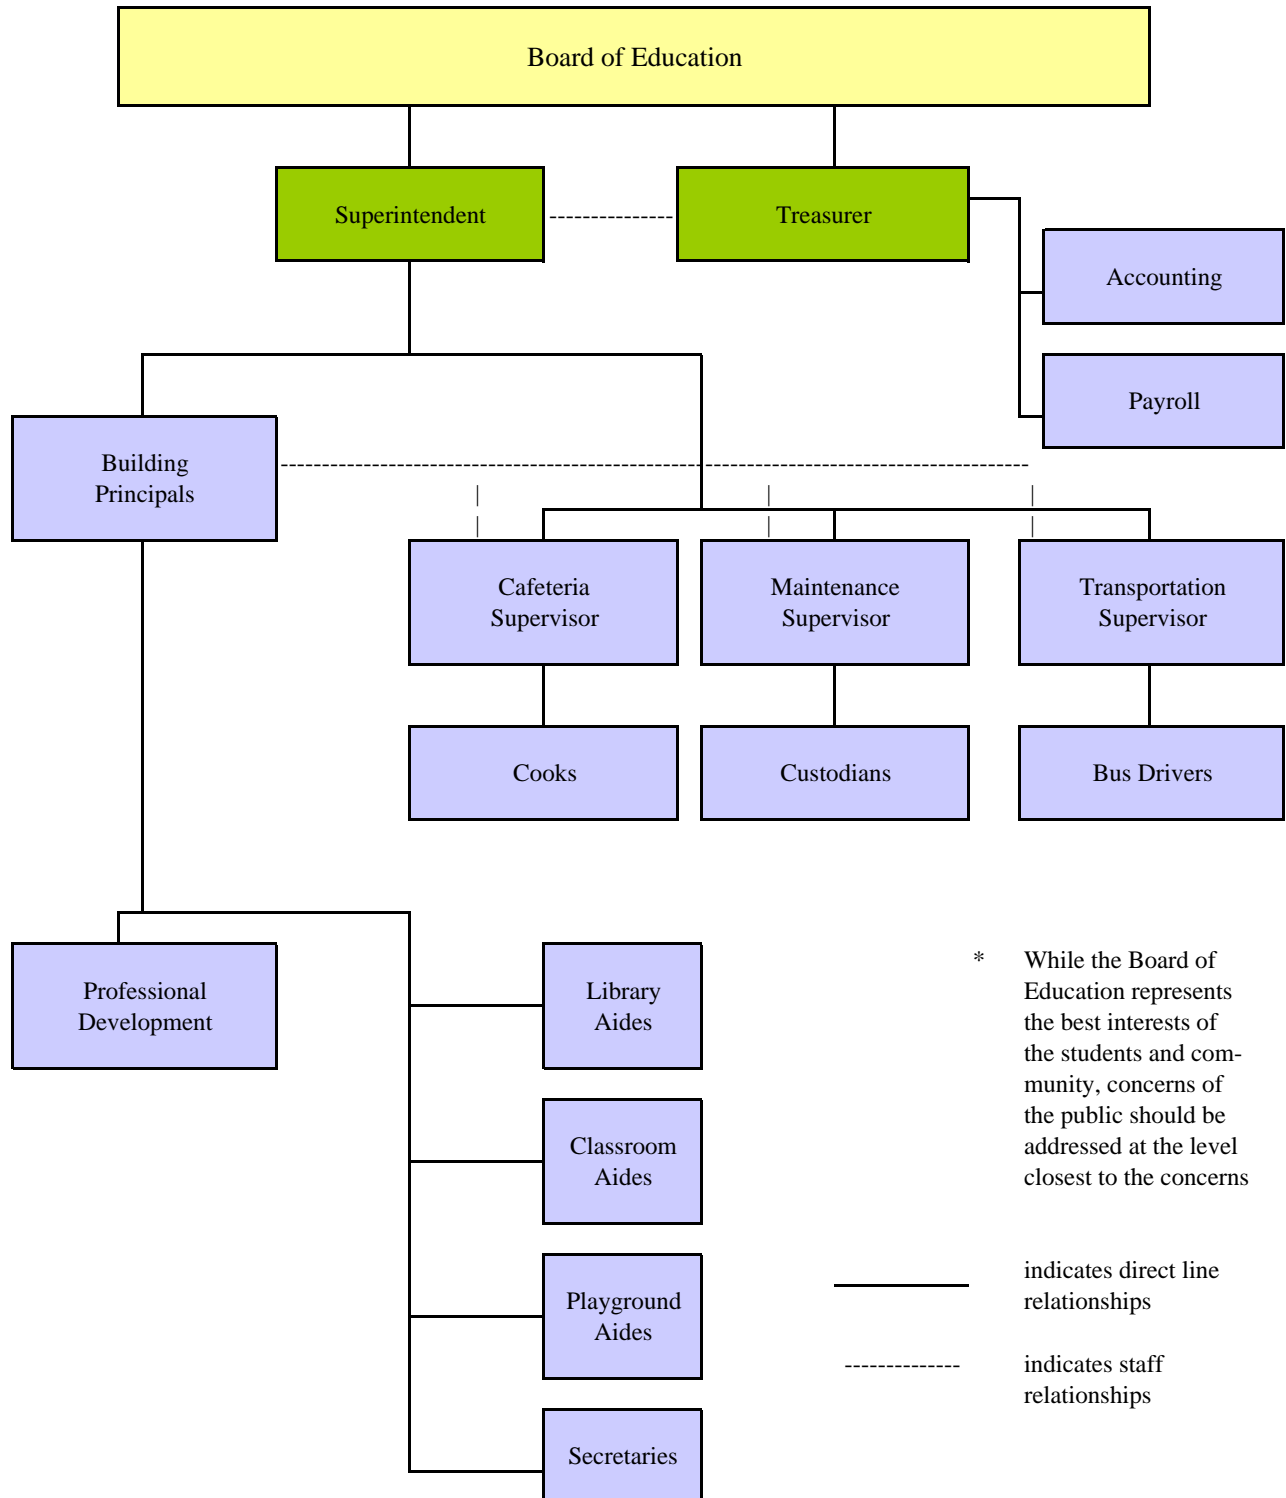 Board of Education
Superintendent
Treasurer
Accounting
Payroll
Building
Principals
Cafeteria
Supervisor
Maintenance
Supervisor
Transportation
Supervisor
Cooks
Custodians
Bus Drivers
Professional
Development
Library
Aides
Classroom
Aides
Playground
Aides
Secretaries
* While the Board of
Education represents
the best interests of
the students and com-
munity, concerns of
the public should be
addressed at the level
closest to the concerns
indicates direct line
relationships
indicates staff
relationships